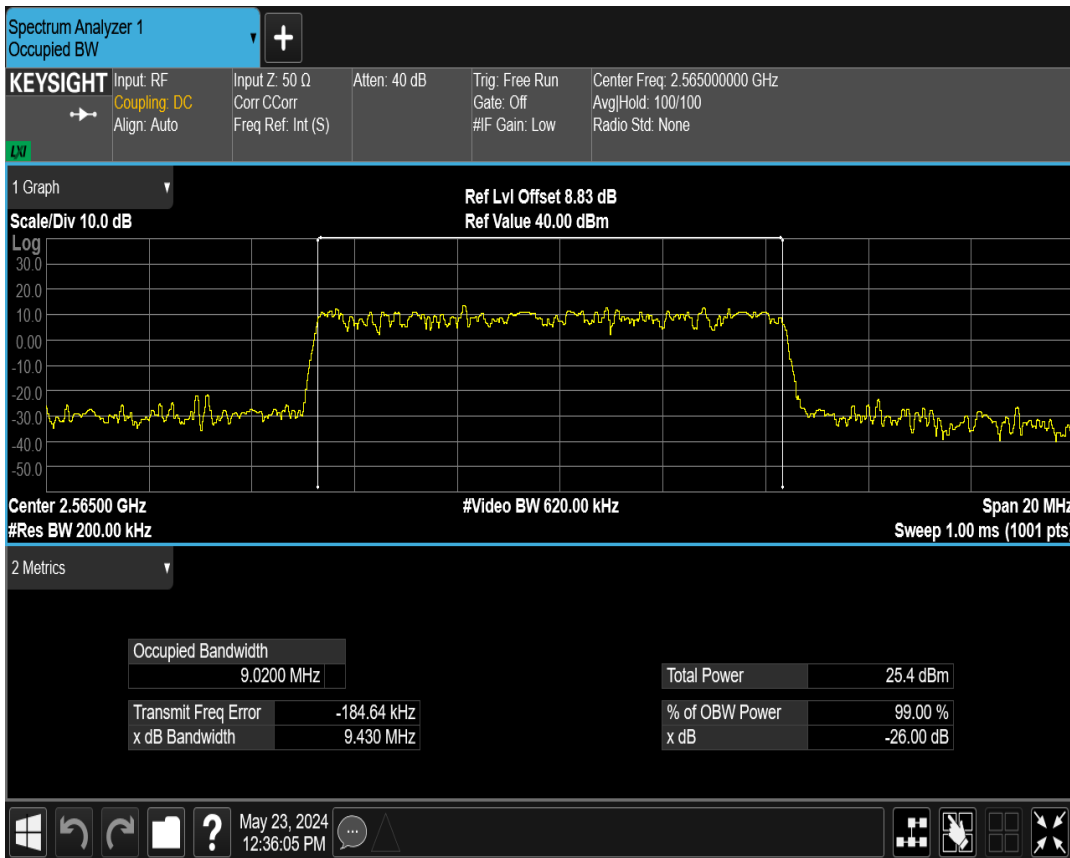 Spectrum Analyzer 1
Occupied BW
+
KEYSIGHT
LXI
Input: RF
Coupling: DC
Align: Auto
Input Z: 50 Ω
Corr CCorr
Freq Ref: Int (S)
Atten: 40 dB
Trig: Free Run
Gate: Off
#IF Gain: Low
Center Freq: 2.565000000 GHz
Avg|Hold: 100/100
Radio Std: None
1 Graph
Scale/Div 10.0 dB
Ref Lvl Offset 8.83 dB
Ref Value 40.00 dBm
Log
30.0
20.0
10.0
0.00
-10.0
-20.0
-30.0
-40.0
-50.0
Center 2.56500 GHz
#Video BW 620.00 kHz
Span 20 MHz
#Res BW 200.00 kHz
Sweep 1.00 ms (1001 pts)
2 Metrics
Occupied Bandwidth
9.0200 MHz
Total Power 25.4 dBm
Transmit Freq Error -184.64 kHz
% of OBW Power 99.00 %
x dB Bandwidth 9.430 MHz
x dB -26.00 dB
?
May 23, 2024
12:36:05 PM